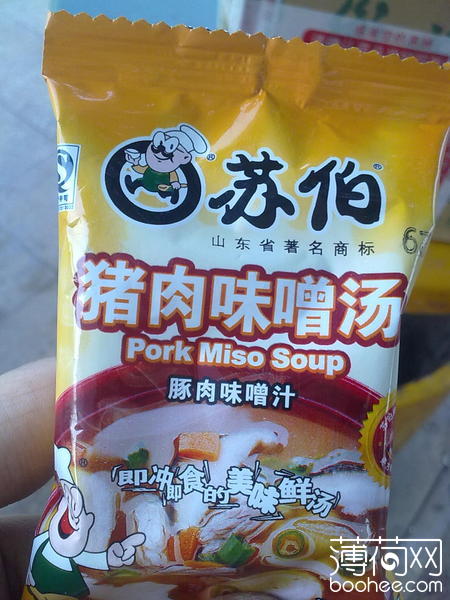 苏伯®
山东省著名商标
猪肉味噌汤
Pork Miso Soup
豚肉味噌汁
即冲即食的美味鲜汤
薄荷网
boohee.com